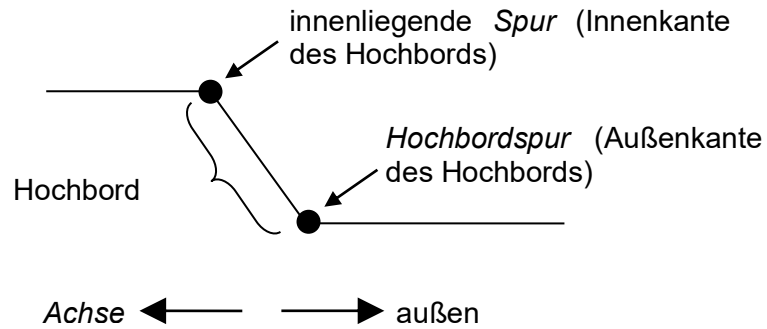 innenliegende Spur (Innenkante
des Hochbords)
Hochbordspur (Außenkante
des Hochbords)
Hochbord
Achse außen